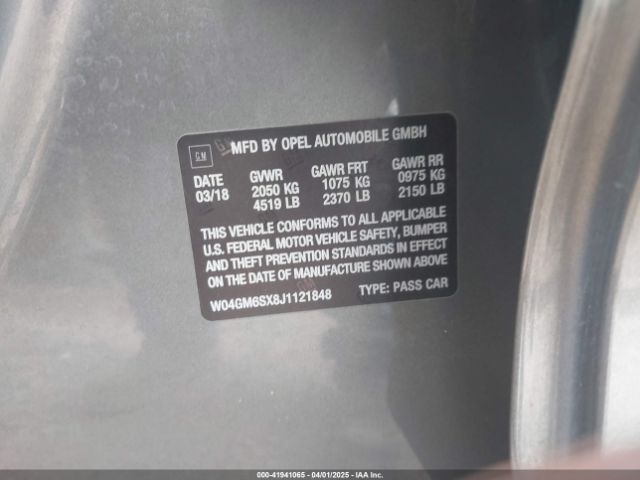 GM
MFD BY OPEL AUTOMOBILE GMBH
DATE GVWR GAWR FRT GAWR RR
03/18 2050 KG 1075 KG 0975 KG
4519 LB 2370 LB 2150 LB
THIS VEHICLE CONFORMS TO ALL APPLICABLE
U.S. FEDERAL MOTOR VEHICLE SAFETY, BUMPER
AND THEFT PREVENTION STANDARDS IN EFFECT
ON THE DATE OF MANUFACTURE SHOWN ABOVE
W04GM6SX8J1121848 TYPE: PASS CAR
000-41941065 - 04/01/2025 - IAAI.COM